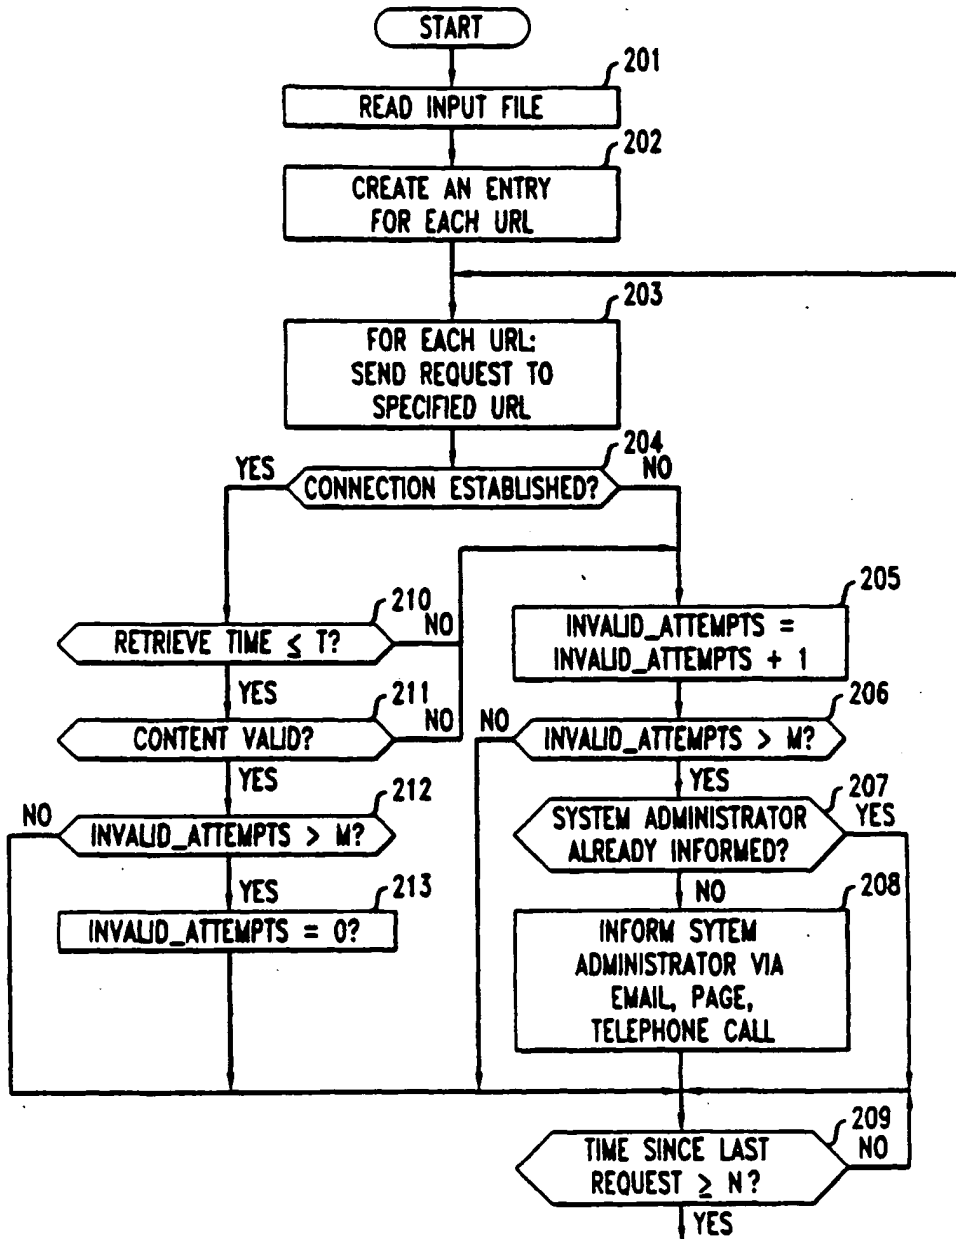 START
201
READ INPUT FILE
202
CREATE AN ENTRY
FOR EACH URL
203
FOR EACH URL:
SEND REQUEST TO
SPECIFIED URL
204
YES
NO
CONNECTION ESTABLISHED?
210
NO
RETRIEVE TIME ≤ T?
205
INVALID_ATTEMPTS =
INVALID_ATTEMPTS + 1
YES
211
NO
CONTENT VALID?
206
NO
INVALID_ATTEMPTS > M?
YES
212
NO
INVALID_ATTEMPTS > M?
YES
207
SYSTEM ADMINISTRATOR
ALREADY INFORMED?
YES
YES
213
INVALID_ATTEMPTS = 0?
NO
208
INFORM SYTEM
ADMINISTRATOR VIA
EMAIL, PAGE,
TELEPHONE CALL
209
TIME SINCE LAST
REQUEST ≥ N?
NO
YES